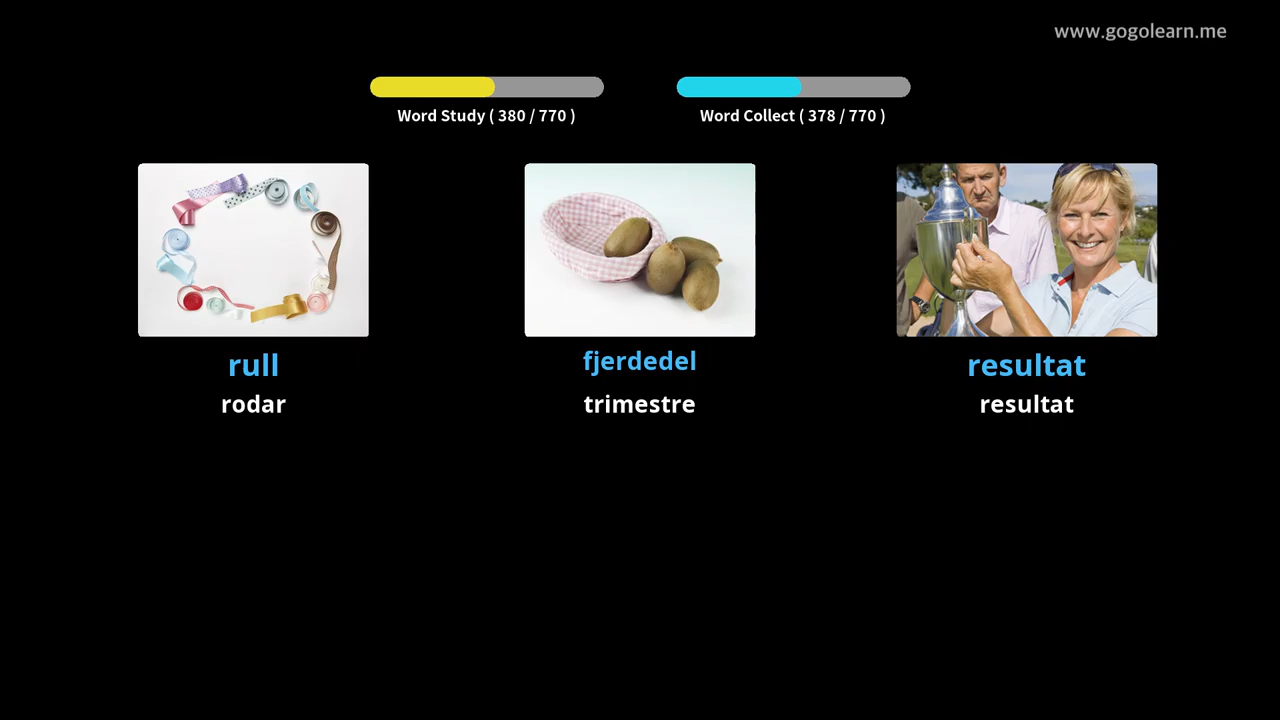 www.gogolearn.me
Word Study ( 380 / 770 )
Word Collect ( 378 / 770 )
rull
fjerdedel
resultat
rodar
trimestre
resultat